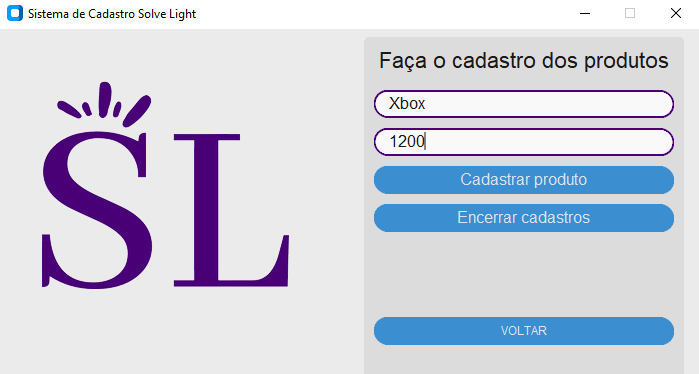 Sistema de Cadastro Solve Light
SL
Faça o cadastro dos produtos
Xbox
1200
Cadastrar produto
Encerrar cadastros
VOLTAR